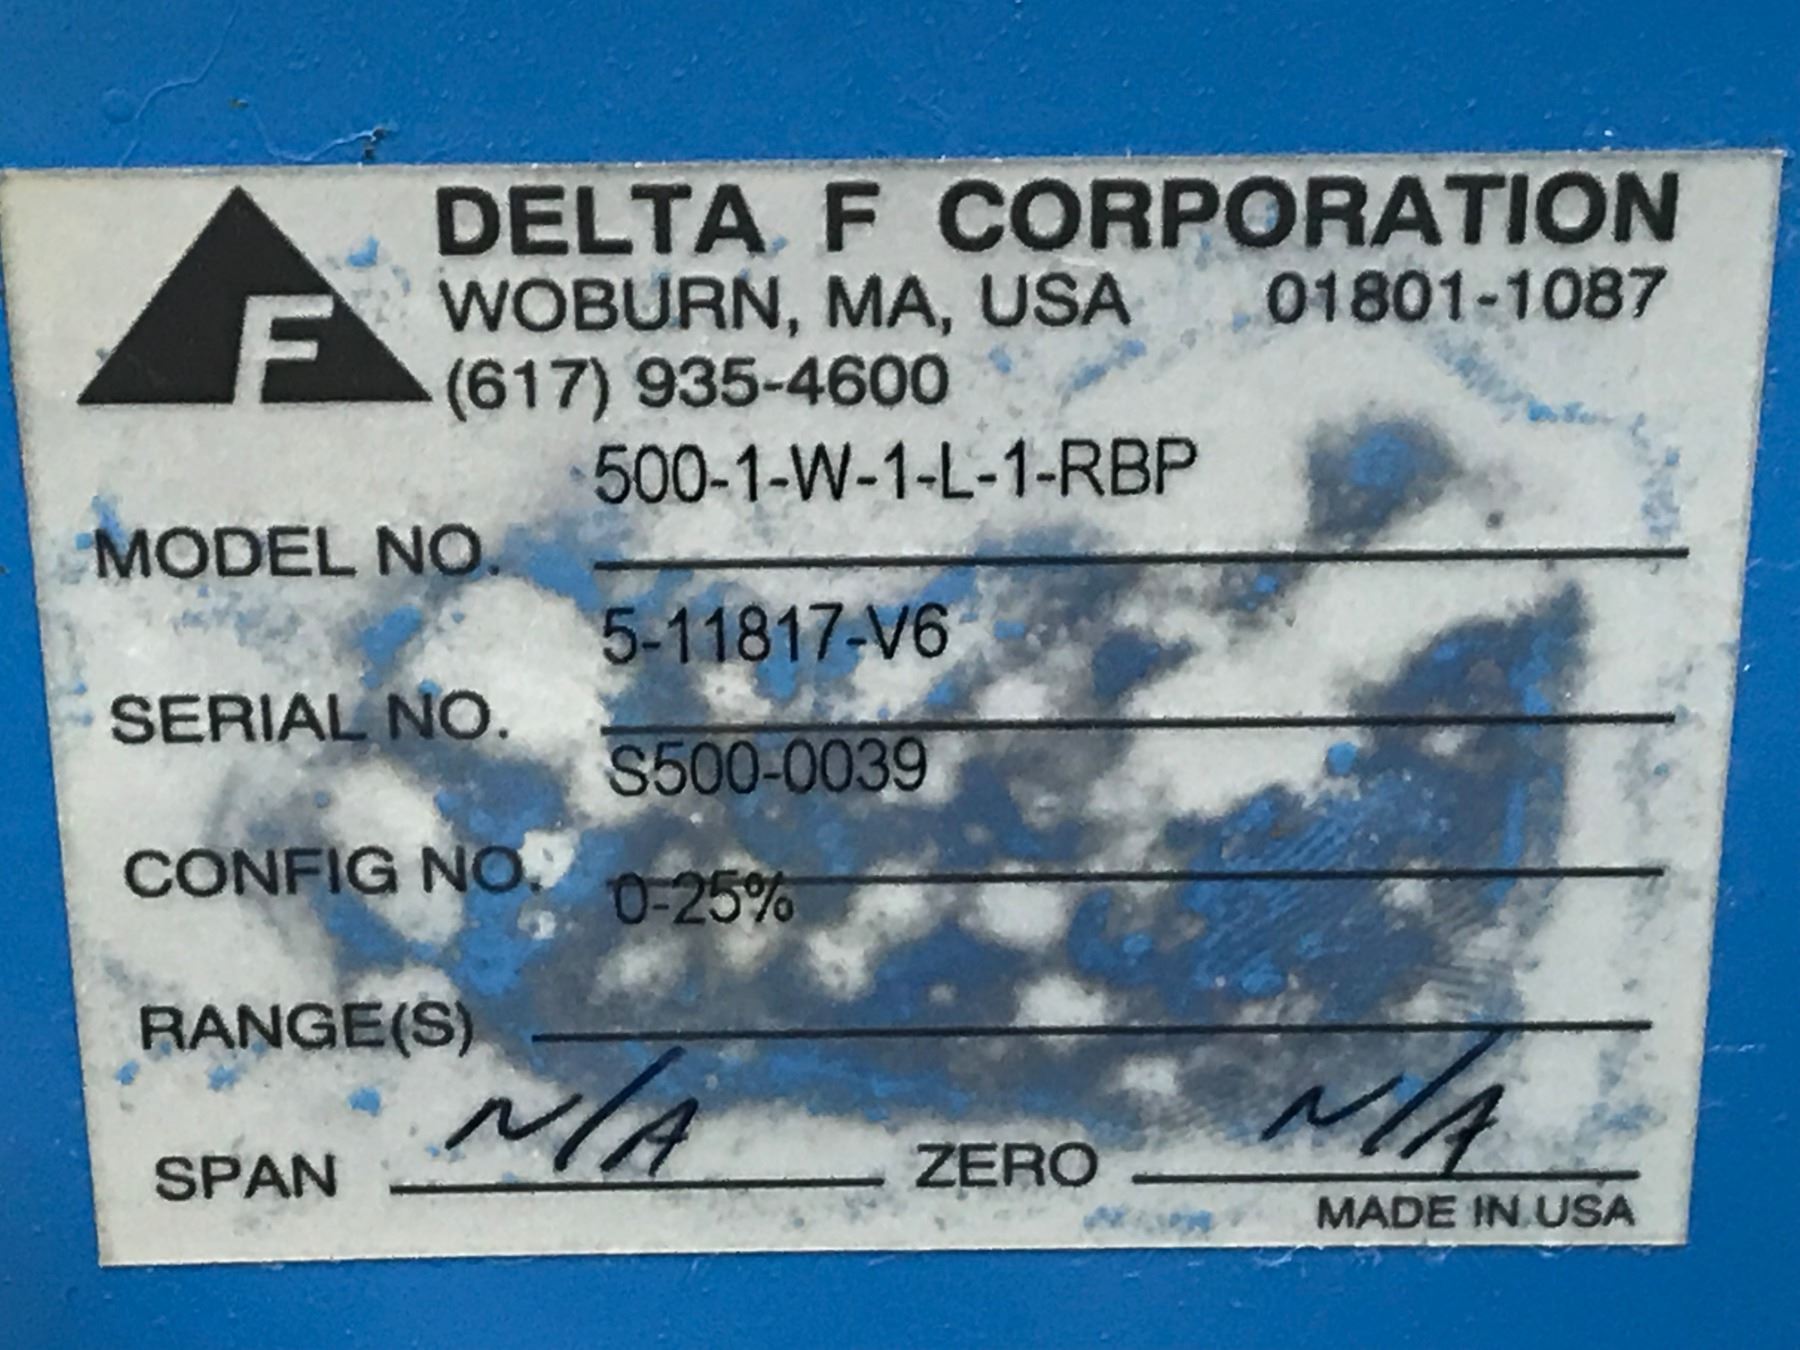 F
DELTA F CORPORATION
WOBURN, MA, USA 01801-1087
(617) 935-4600
500-1-W-1-L-1-RBP
MODEL NO.
5-11817-V6
SERIAL NO.
S500-0039
CONFIG NO.
0-25%
RANGE(S)
SPAN N/A ZERO N/A
MADE IN USA